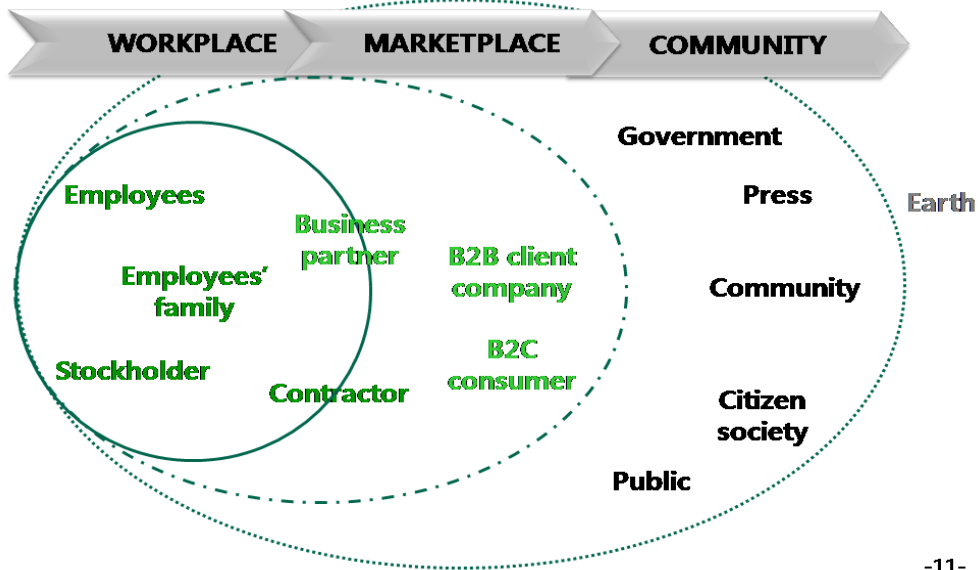 WORKPLACE MARKETPLACE COMMUNITY
Government
Employees
Press
Earth
Business
partner
B2B client
company
Employees’
family
Community
B2C
consumer
Stockholder
Contractor
Citizen
society
Public
-11-